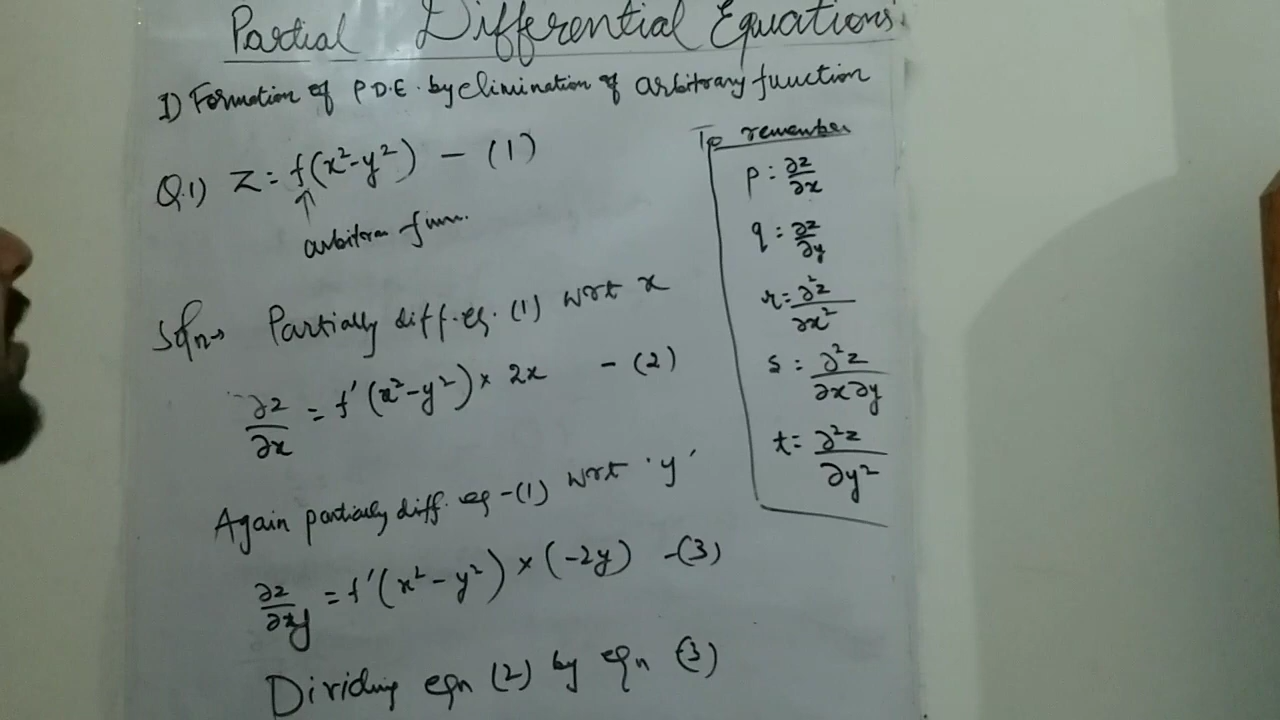 Partial Differential Equations
1) Formation of P.D.E. by elimination of arbitrary function
Q.1) Z = f(x²-y²) - (1)
↑
arbitrary func.
Soln → Partially diff. eq. (1) wrt x
∂z/∂x = f'(x²-y²) × 2x - (2)
Again partially diff. eq - (1) wrt 'y'
∂z/∂y = f'(x²-y²) × (-2y) - (3)
Dividing eqn (2) by eqn (3)
To remember
p = ∂z/∂x
q = ∂z/∂y
r = ∂²z/∂x²
s = ∂²z/∂x∂y
t = ∂²z/∂y²